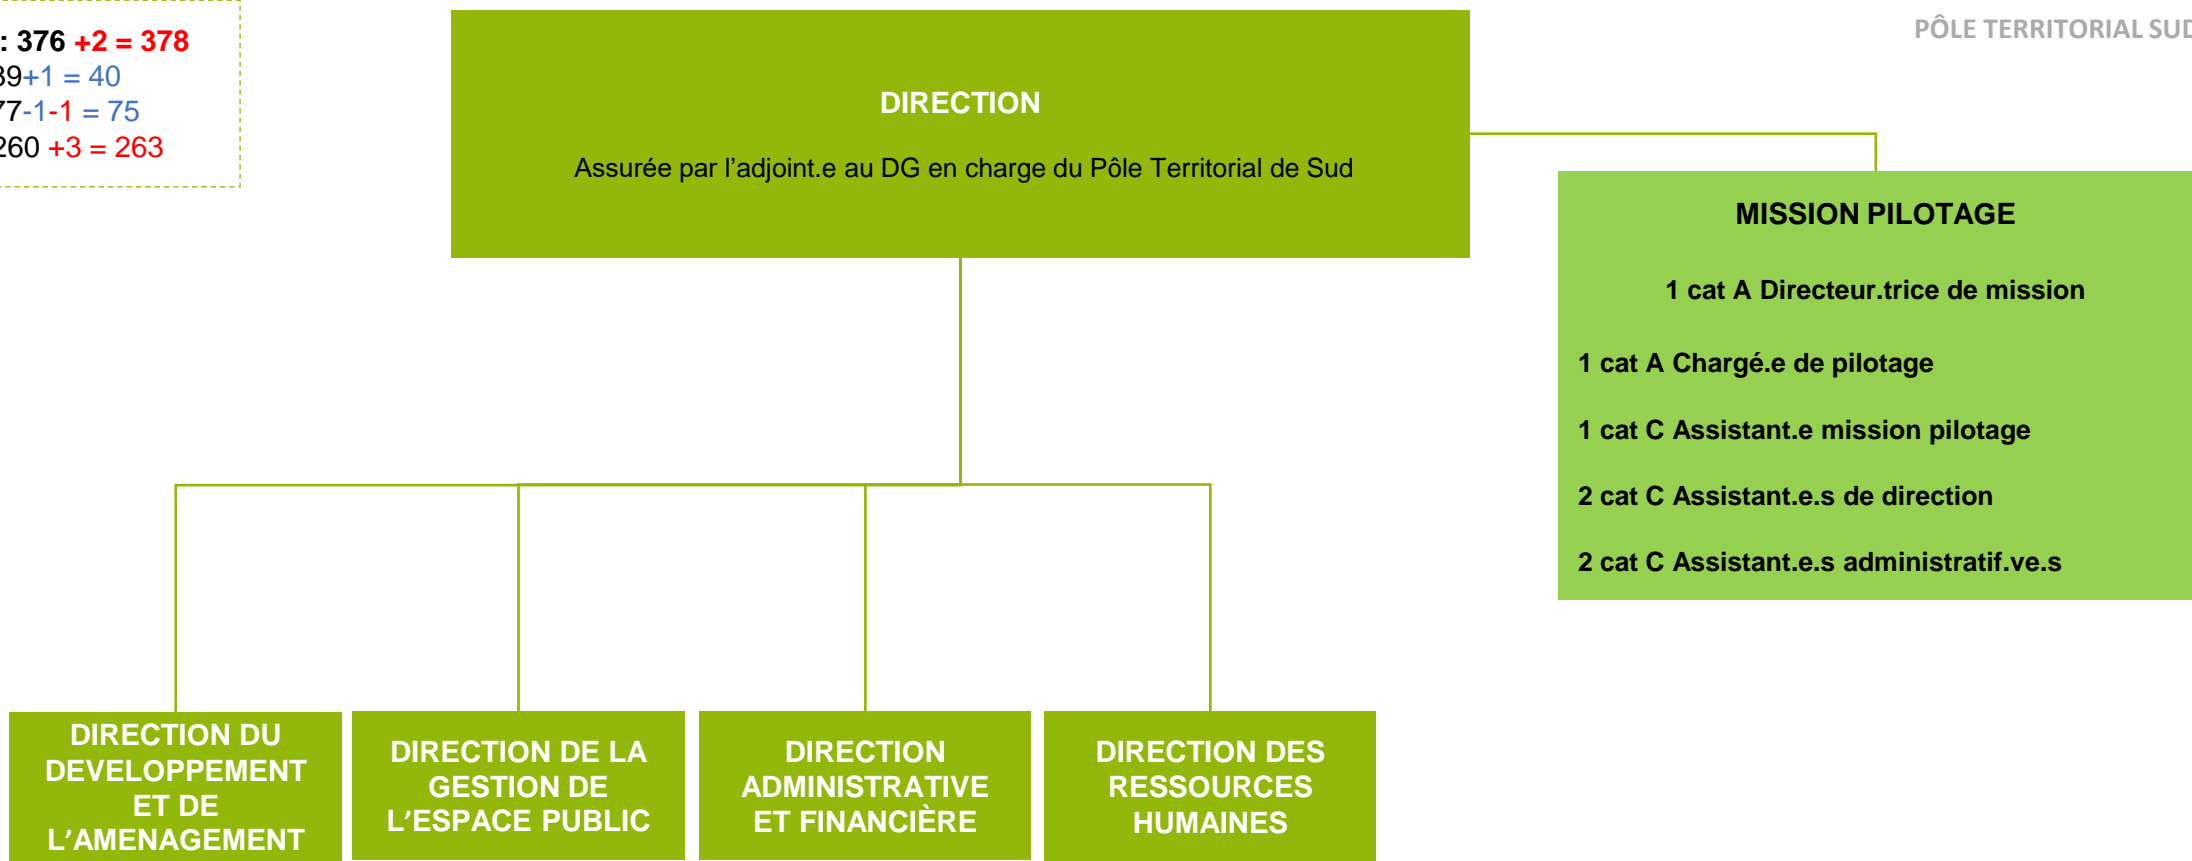 : 376 +2 = 378
39+1 = 40
77-1-1 = 75
260 +3 = 263
PÔLE TERRITORIAL SUD
DIRECTION
Assurée par l’adjoint.e au DG en charge du Pôle Territorial de Sud
MISSION PILOTAGE
1 cat A Directeur.trice de mission
1 cat A Chargé.e de pilotage
1 cat C Assistant.e mission pilotage
2 cat C Assistant.e.s de direction
2 cat C Assistant.e.s administratif.ve.s
DIRECTION DU
DEVELOPPEMENT
ET DE
L’AMENAGEMENT
DIRECTION DE LA
GESTION DE
L’ESPACE PUBLIC
DIRECTION
ADMINISTRATIVE
ET FINANCIÈRE
DIRECTION DES
RESSOURCES
HUMAINES